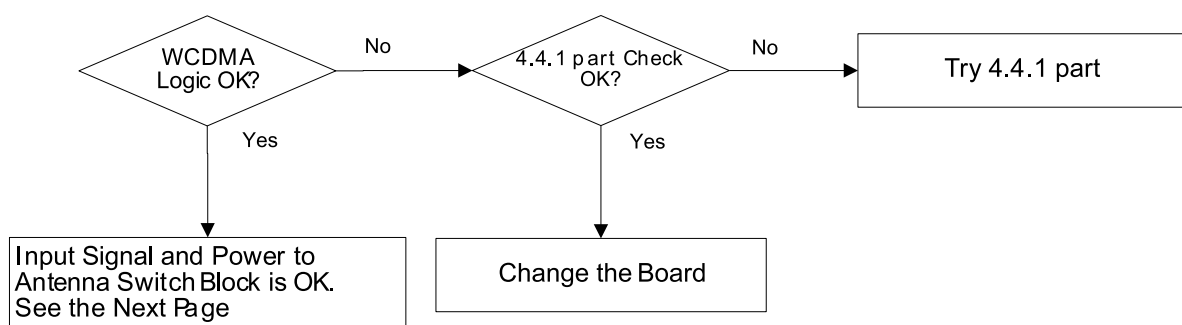 WCDMA
Logic OK?
No
4.4.1 part Check
OK?
No
Try 4.4.1 part
Yes
Yes
Input Signal and Power to
Antenna Switch Block is OK.
See the Next Page
Change the Board